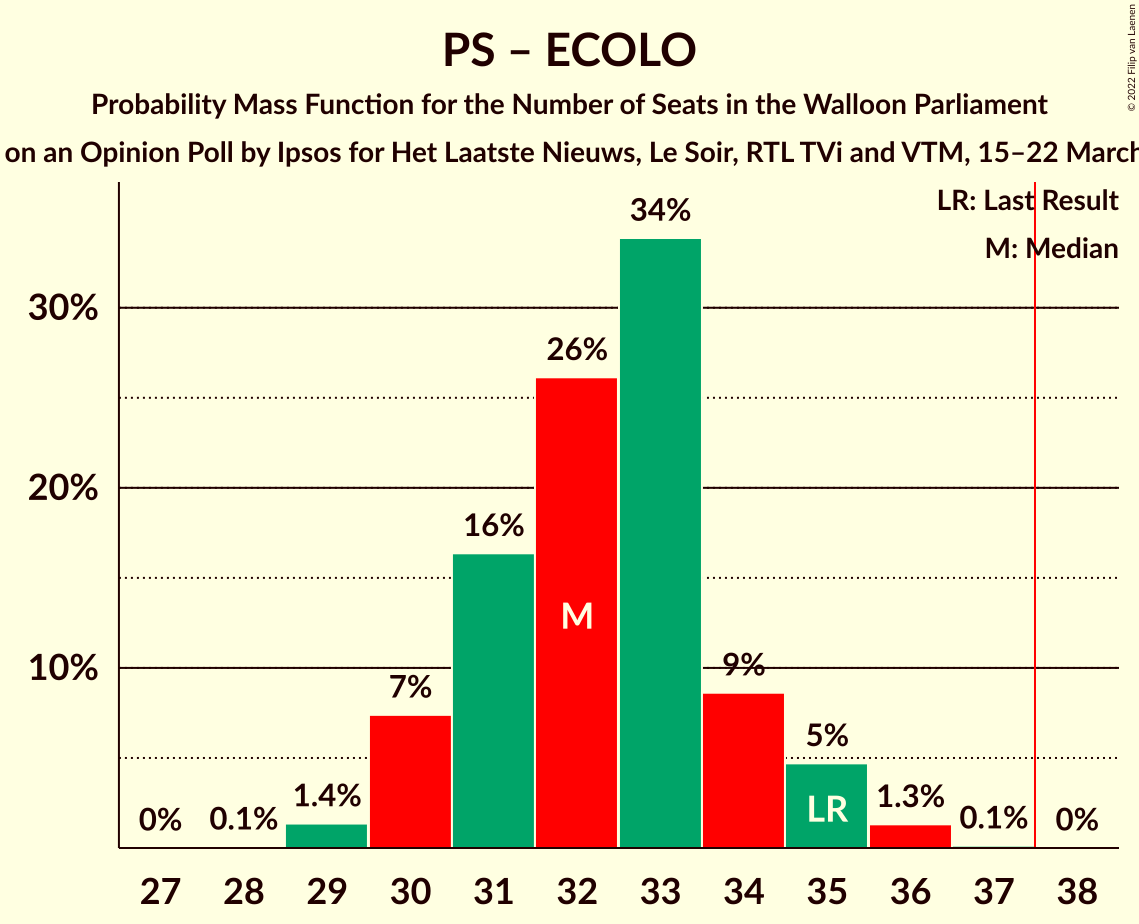 PS – ECOLO
Probability Mass Function for the Number of Seats in the Walloon Parliament
on an Opinion Poll by Ipsos for Het Laatste Nieuws, Le Soir, RTL TVi and VTM, 15–22 March
© 2022 Filip van Laenen
LR: Last Result
M: Median
30%
20%
10%
0%
0.1%
1.4%
7%
16%
26%
34%
9%
5%
1.3%
0.1%
0%
M
LR
27 28 29 30 31 32 33 34 35 36 37 38